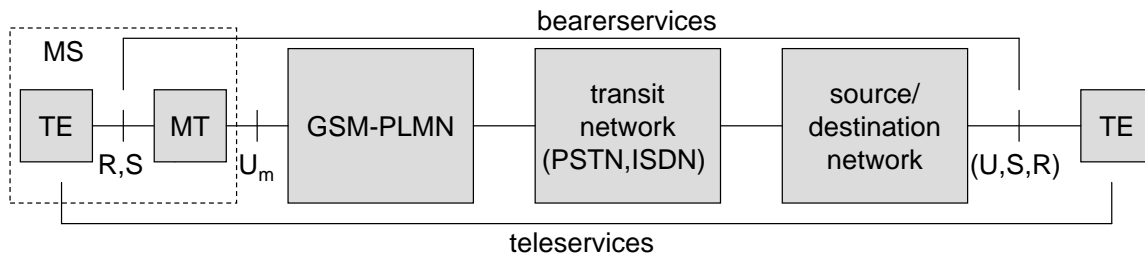 bearerservices
MS
TE
MT
GSM-PLMN
transit
network
(PSTN,ISDN)
source/
destination
network
TE
R,S
Um
(U,S,R)
teleservices